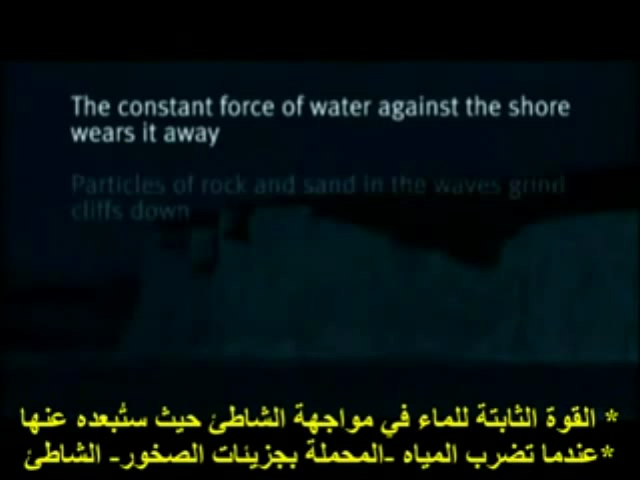 The constant force of water against the shore
wears it away
Particles of rock and sand in the waves grind
cliffs down
* القوة الثابتة للماء في مواجهة الشاطئ حيث ستُبعده عنها
*عندما تضرب المياه -المحملة بجزيئات الصخور- الشاطئ